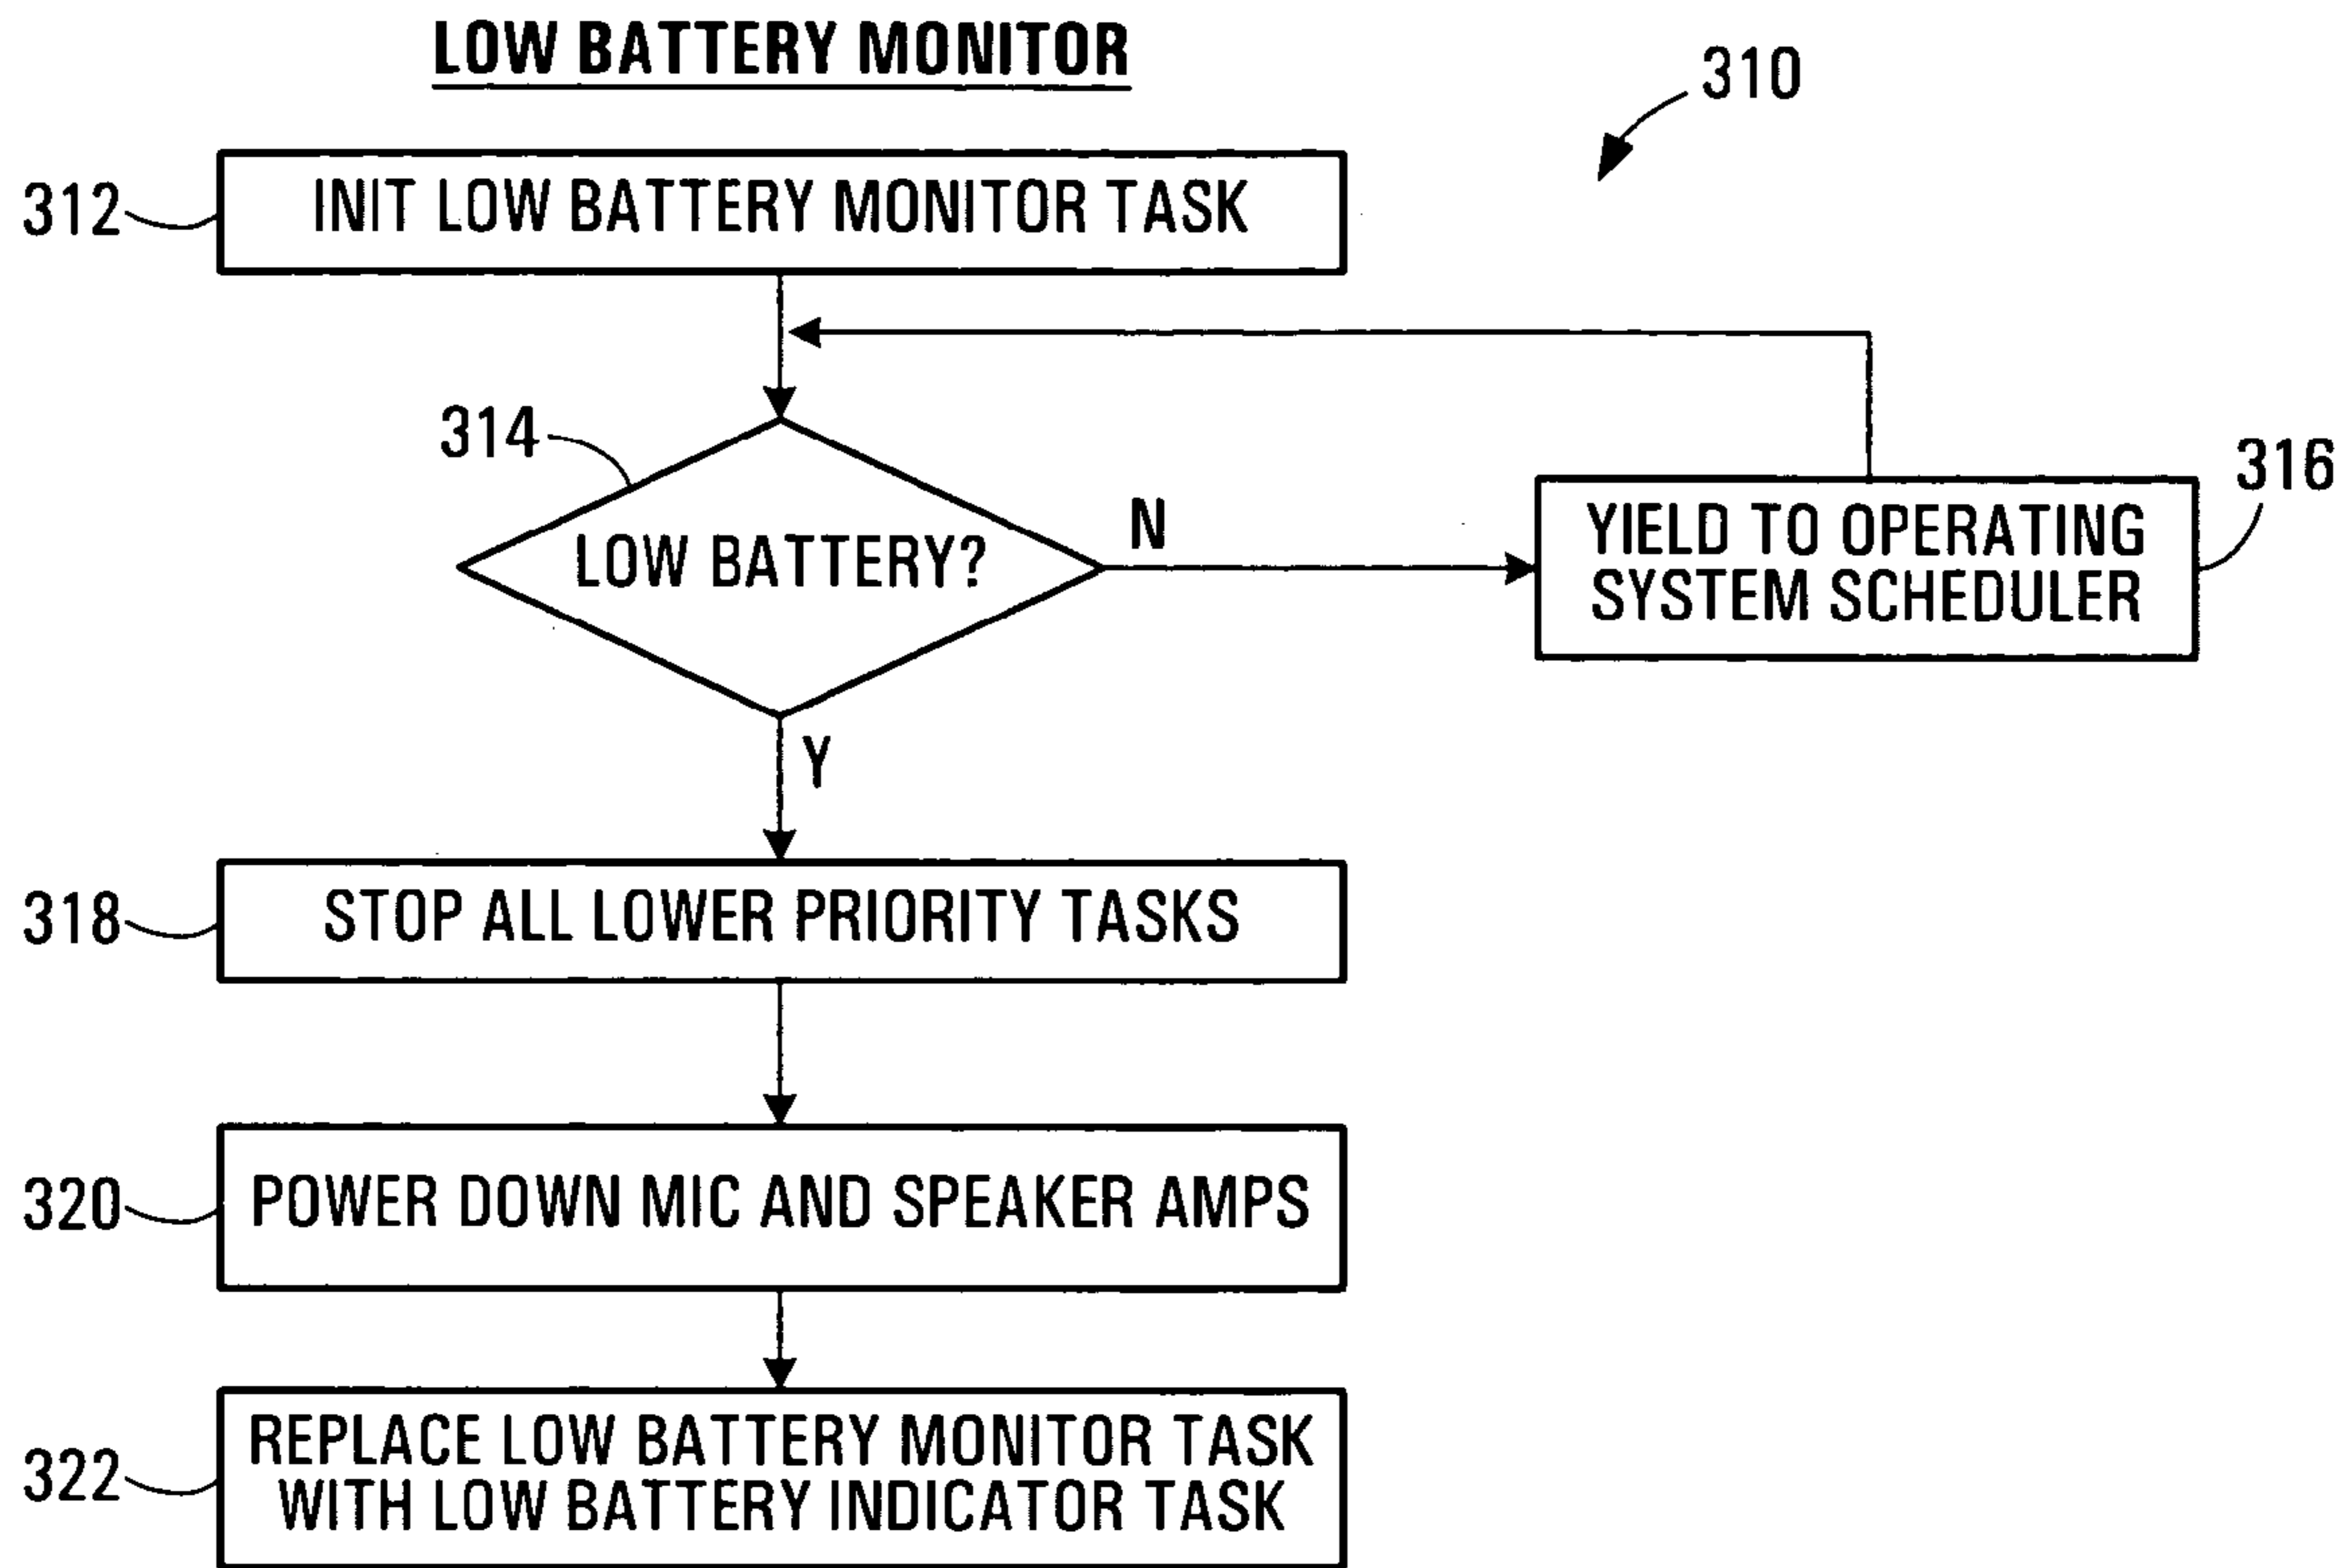 LOW BATTERY MONITOR
310
312
INIT LOW BATTERY MONITOR TASK
314
LOW BATTERY?
N
316
YIELD TO OPERATING
SYSTEM SCHEDULER
Y
318
STOP ALL LOWER PRIORITY TASKS
320
POWER DOWN MIC AND SPEAKER AMPS
322
REPLACE LOW BATTERY MONITOR TASK
WITH LOW BATTERY INDICATOR TASK